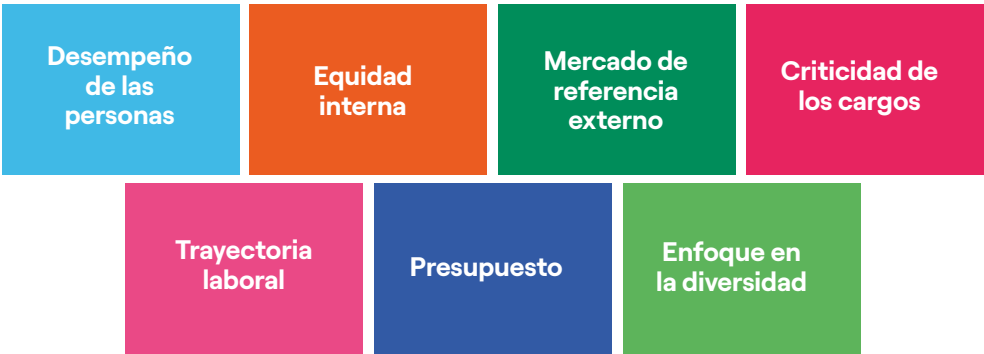 Desempeño
de las
personas
Equidad
interna
Mercado de
referencia
externo
Criticidad de
los cargos
Trayectoria
laboral
Presupuesto
Enfoque en
la diversidad